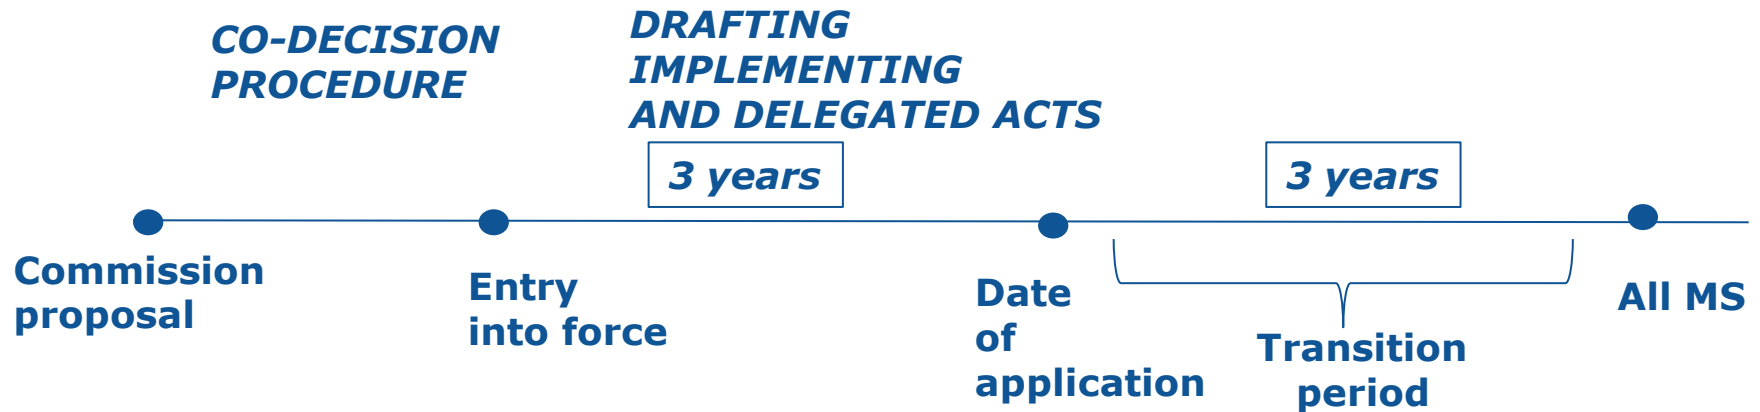 CO-DECISION
PROCEDURE
DRAFTING
IMPLEMENTING
AND DELEGATED ACTS
3 years
3 years
Commission
proposal
Entry
into force
Date
of
application
Transition
period
All MS